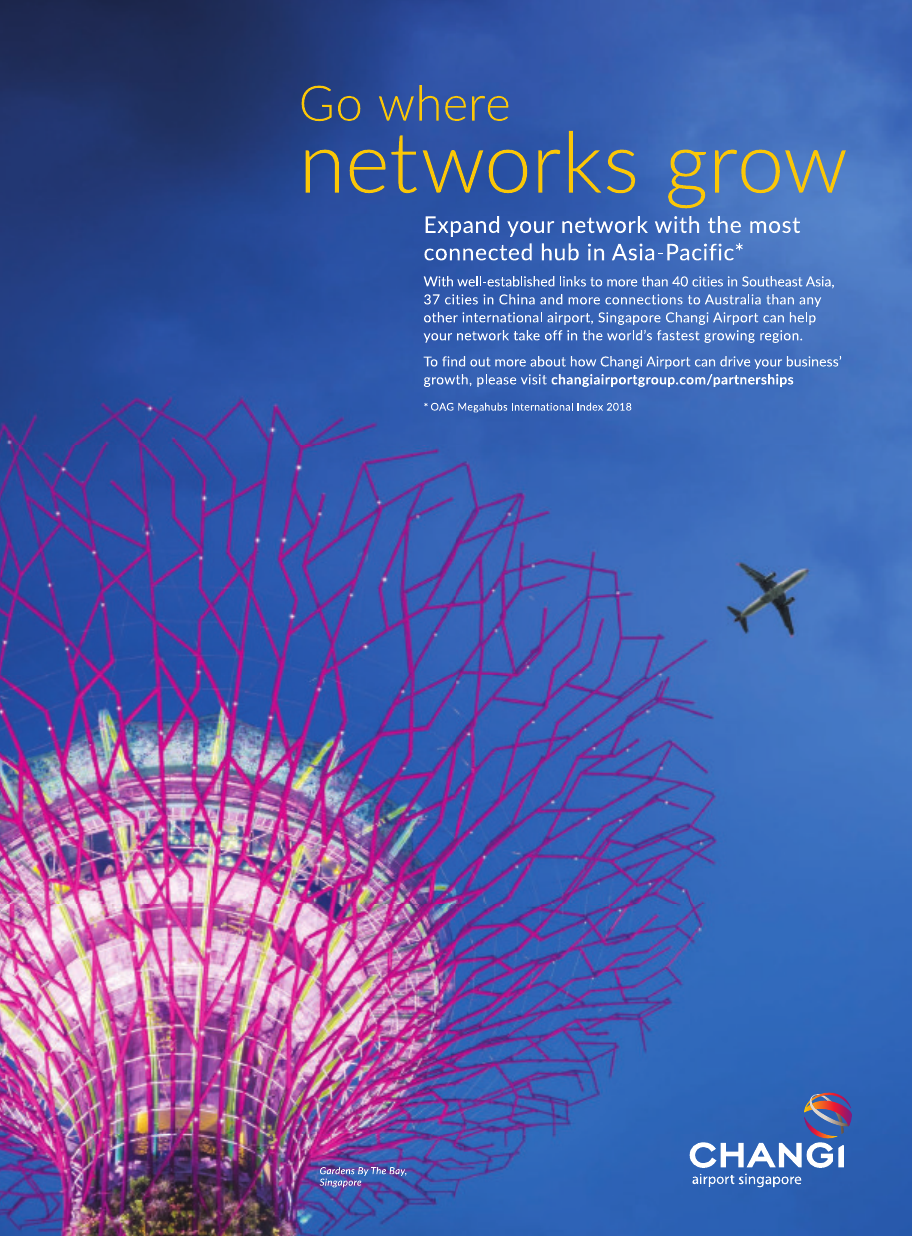 Go where
networks grow
Expand your network with the most
connected hub in Asia-Pacific*
With well-established links to more than 40 cities in Southeast Asia,
37 cities in China and more connections to Australia than any
other international airport, Singapore Changi Airport can help
your network take off in the world's fastest growing region.
To find out more about how Changi Airport can drive your business'
growth, please visit changiairportgroup.com/partnerships
* OAG Megahubs International Index 2018
Gardens By The Bay,
Singapore
CHANGI
airport singapore